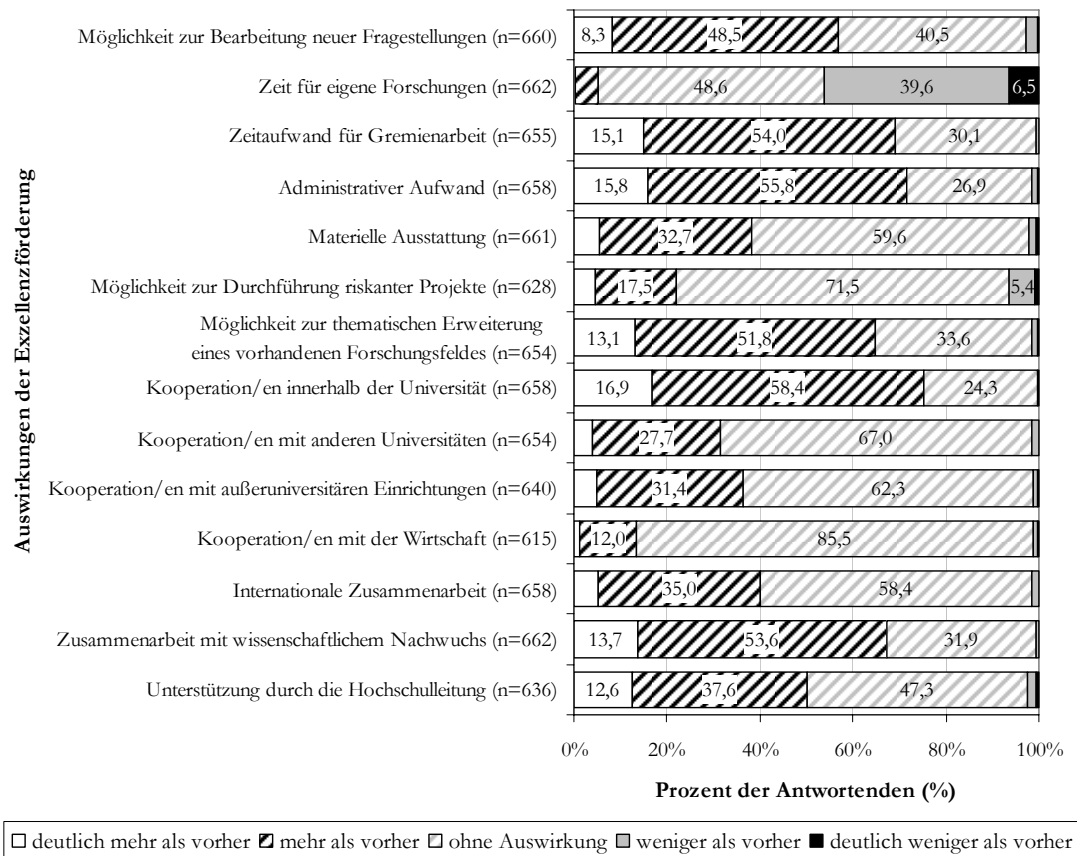 Auswirkungen der Exzellenzförderung
Möglichkeit zur Bearbeitung neuer Fragestellungen (n=660) 8,3 48,5 40,5
Zeit für eigene Forschungen (n=662) 48,6 39,6 6,5
Zeitaufwand für Gremienarbeit (n=655) 15,1 54,0 30,1
Administrativer Aufwand (n=658) 15,8 55,8 26,9
Materielle Ausstattung (n=661) 32,7 59,6
Möglichkeit zur Durchführung riskanter Projekte (n=628) 17,5 71,5 5,4
Möglichkeit zur thematischen Erweiterung
eines vorhandenen Forschungsfeldes (n=654) 13,1 51,8 33,6
Kooperation/en innerhalb der Universität (n=658) 16,9 58,4 24,3
Kooperation/en mit anderen Universitäten (n=654) 27,7 67,0
Kooperation/en mit außeruniversitären Einrichtungen (n=640) 31,4 62,3
Kooperation/en mit der Wirtschaft (n=615) 12,0 85,5
Internationale Zusammenarbeit (n=658) 35,0 58,4
Zusammenarbeit mit wissenschaftlichem Nachwuchs (n=662) 13,7 53,6 31,9
Unterstützung durch die Hochschulleitung (n=636) 12,6 37,6 47,3
0% 20% 40% 60% 80% 100%
Prozent der Antwortenden (%)
deutlich mehr als vorher mehr als vorher ohne Auswirkung weniger als vorher deutlich weniger als vorher